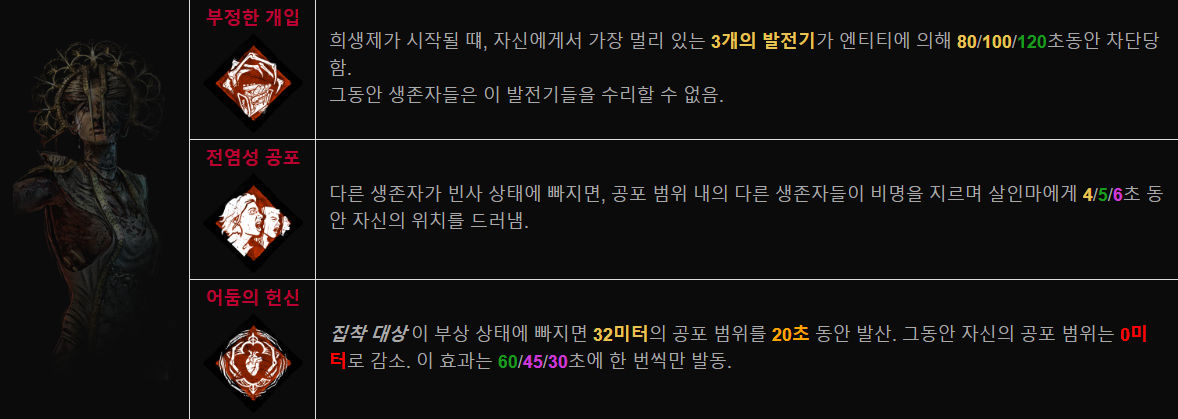 부정한 개입
희생제가 시작될 떄, 자신에게서 가장 멀리 있는 3개의 발전기가 엔티티에 의해 80/100/120초동안 차단당
함.
그동안 생존자들은 이 발전기들을 수리할 수 없음.
전염성 공포
다른 생존자가 빈사 상태에 빠지면, 공포 범위 내의 다른 생존자들이 비명을 지르며 살인마에게 4/5/6초 동
안 자신의 위치를 드러냄.
어둠의 헌신
집착 대상 이 부상 상태에 빠지면 32미터의 공포 범위를 20초 동안 발산. 그동안 자신의 공포 범위는 0미
터로 감소. 이 효과는 60/45/30초에 한 번씩만 발동.